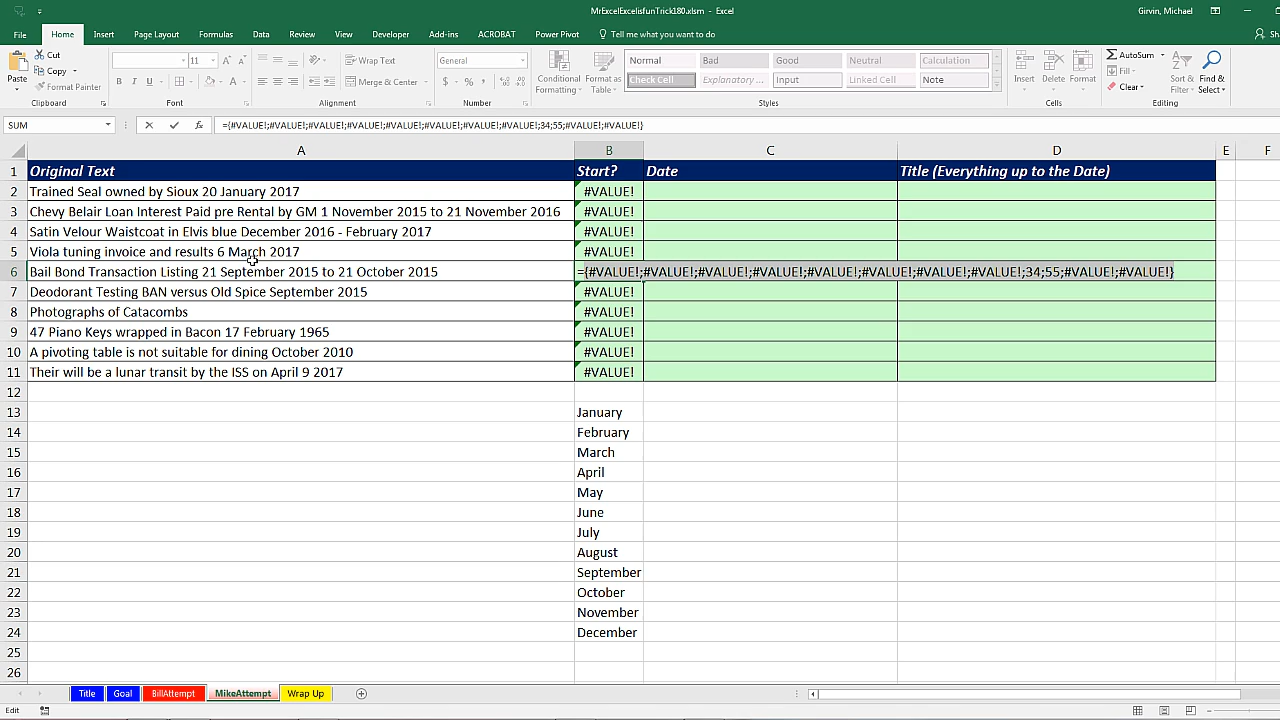 MrExcelExcelisfunTrick180.xlsm - Excel
Girvin, Michael
File Home Insert Page Layout Formulas Data Review View Developer Add-ins ACROBAT Power Pivot Tell me what you want to do
Paste Cut Copy Format Painter
Clipboard
11
B I U A
Font
Wrap Text
Merge & Center
Alignment
General
$ % ,
Number
Conditional Formatting
Format as Table
Normal Bad Good Neutral Calculation
Check Cell Explanatory ... Input Linked Cell Note
Styles
Insert Delete Format
Cells
AutoSum
Fill
Clear
Sort & Filter
Find & Select
Editing
SUM fx ={#VALUE!;#VALUE!;#VALUE!;#VALUE!;#VALUE!;#VALUE!;#VALUE!;#VALUE!;34;55;#VALUE!;#VALUE!}
A B C D E F
1 Original Text Start? Date Title (Everything up to the Date)
2 Trained Seal owned by Sioux 20 January 2017 #VALUE!
3 Chevy Belair Loan Interest Paid pre Rental by GM 1 November 2015 to 21 November 2016 #VALUE!
4 Satin Velour Waistcoat in Elvis blue December 2016 - February 2017 #VALUE!
5 Viola tuning invoice and results 6 March 2017 #VALUE!
6 Bail Bond Transaction Listing 21 September 2015 to 21 October 2015 ={#VALUE!;#VALUE!;#VALUE!;#VALUE!;#VALUE!;#VALUE!;#VALUE!;#VALUE!;34;55;#VALUE!;#VALUE!}
7 Deodorant Testing BAN versus Old Spice September 2015 #VALUE!
8 Photographs of Catacombs #VALUE!
9 47 Piano Keys wrapped in Bacon 17 February 1965 #VALUE!
10 A pivoting table is not suitable for dining October 2010 #VALUE!
11 Their will be a lunar transit by the ISS on April 9 2017 #VALUE!
12
13 January
14 February
15 March
16 April
17 May
18 June
19 July
20 August
21 September
22 October
23 November
24 December
25
26
Title Goal BillAttempt MikeAttempt Wrap Up
Edit